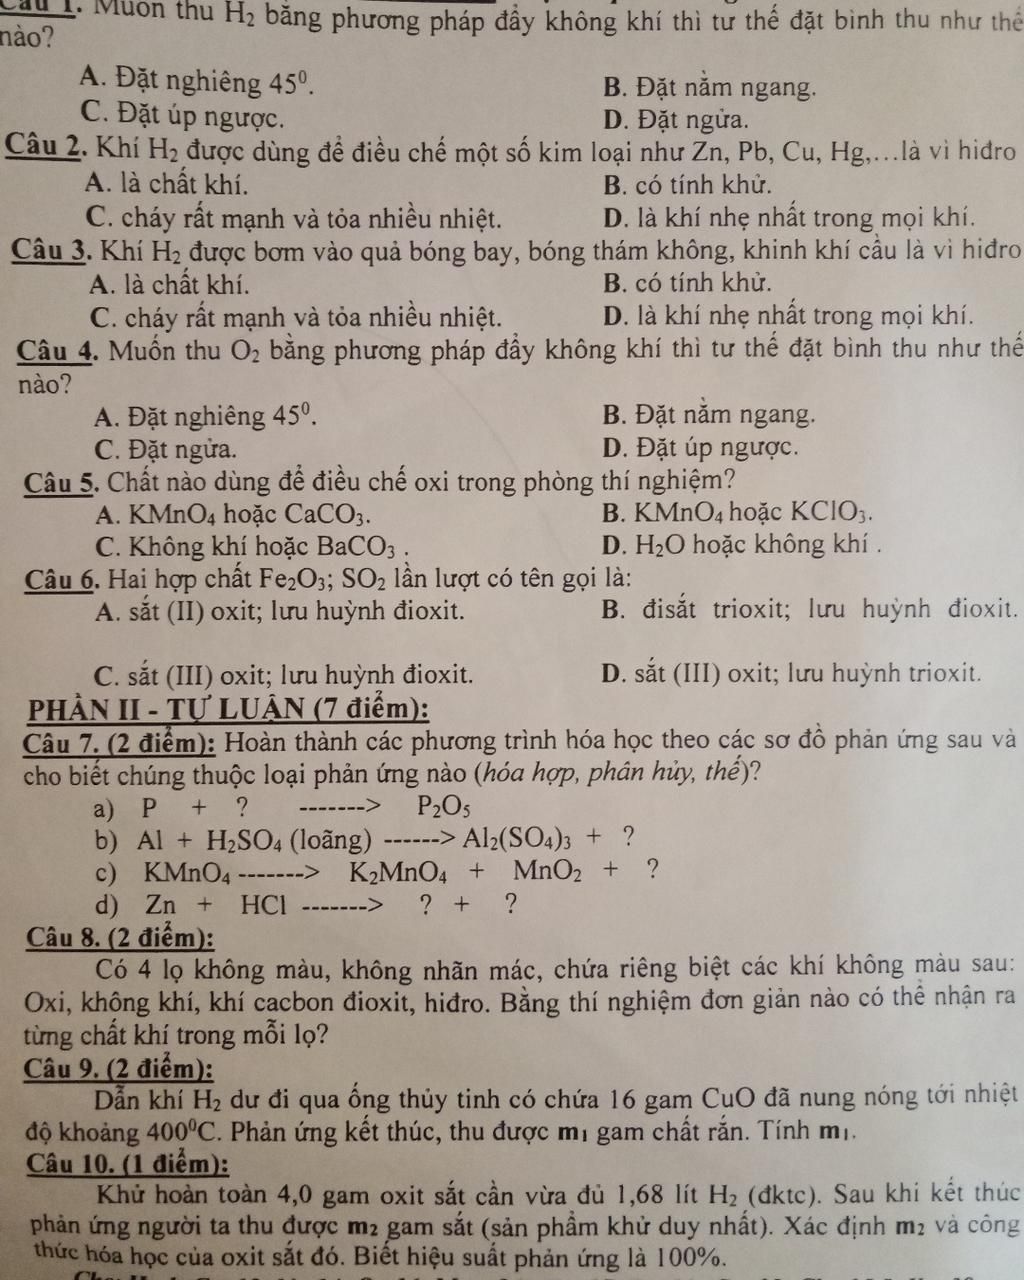 Câu 1. Muốn thu H₂ bằng phương pháp đẩy không khí thì tư thế đặt bình thu như thế
nào?
A. Đặt nghiêng 45⁰. B. Đặt nằm ngang.
C. Đặt úp ngược. D. Đặt ngửa.
Câu 2. Khí H₂ được dùng để điều chế một số kim loại như Zn, Pb, Cu, Hg,…là vì hiđro
A. là chất khí. B. có tính khử.
C. cháy rất mạnh và tỏa nhiều nhiệt. D. là khí nhẹ nhất trong mọi khí.
Câu 3. Khí H₂ được bơm vào quả bóng bay, bóng thám không, khinh khí cầu là vì hiđro
A. là chất khí. B. có tính khử.
C. cháy rất mạnh và tỏa nhiều nhiệt. D. là khí nhẹ nhất trong mọi khí.
Câu 4. Muốn thu O₂ bằng phương pháp đẩy không khí thì tư thế đặt bình thu như thế
nào?
A. Đặt nghiêng 45⁰. B. Đặt nằm ngang.
C. Đặt ngửa. D. Đặt úp ngược.
Câu 5. Chất nào dùng để điều chế oxi trong phòng thí nghiệm?
A. KMnO₄ hoặc CaCO₃. B. KMnO₄ hoặc KClO₃.
C. Không khí hoặc BaCO₃ . D. H₂O hoặc không khí .
Câu 6. Hai hợp chất Fe₂O₃; SO₂ lần lượt có tên gọi là:
A. sắt (II) oxit; lưu huỳnh đioxit. B. đisắt trioxit; lưu huỳnh đioxit.
C. sắt (III) oxit; lưu huỳnh đioxit. D. sắt (III) oxit; lưu huỳnh trioxit.
PHẦN II - TỰ LUẬN (7 điểm):
Câu 7. (2 điểm): Hoàn thành các phương trình hóa học theo các sơ đồ phản ứng sau và
cho biết chúng thuộc loại phản ứng nào (hóa hợp, phân hủy, thế)?
a) P + ? -------> P₂O₅
b) Al + H₂SO₄ (loãng) ------> Al₂(SO₄)₃ + ?
c) KMnO₄ -------> K₂MnO₄ + MnO₂ + ?
d) Zn + HCl -------> ? + ?
Câu 8. (2 điểm):
Có 4 lọ không màu, không nhãn mác, chứa riêng biệt các khí không màu sau:
Oxi, không khí, khí cacbon đioxit, hiđro. Bằng thí nghiệm đơn giản nào có thể nhận ra
từng chất khí trong mỗi lọ?
Câu 9. (2 điểm):
Dẫn khí H₂ dư đi qua ống thủy tinh có chứa 16 gam CuO đã nung nóng tới nhiệt
độ khoảng 400⁰C. Phản ứng kết thúc, thu được m₁ gam chất rắn. Tính m₁.
Câu 10. (1 điểm):
Khử hoàn toàn 4,0 gam oxit sắt cần vừa đủ 1,68 lít H₂ (đktc). Sau khi kết thúc
phản ứng người ta thu được m₂ gam sắt (sản phẩm khử duy nhất). Xác định m₂ và công
thức hóa học của oxit sắt đó. Biết hiệu suất phản ứng là 100%.